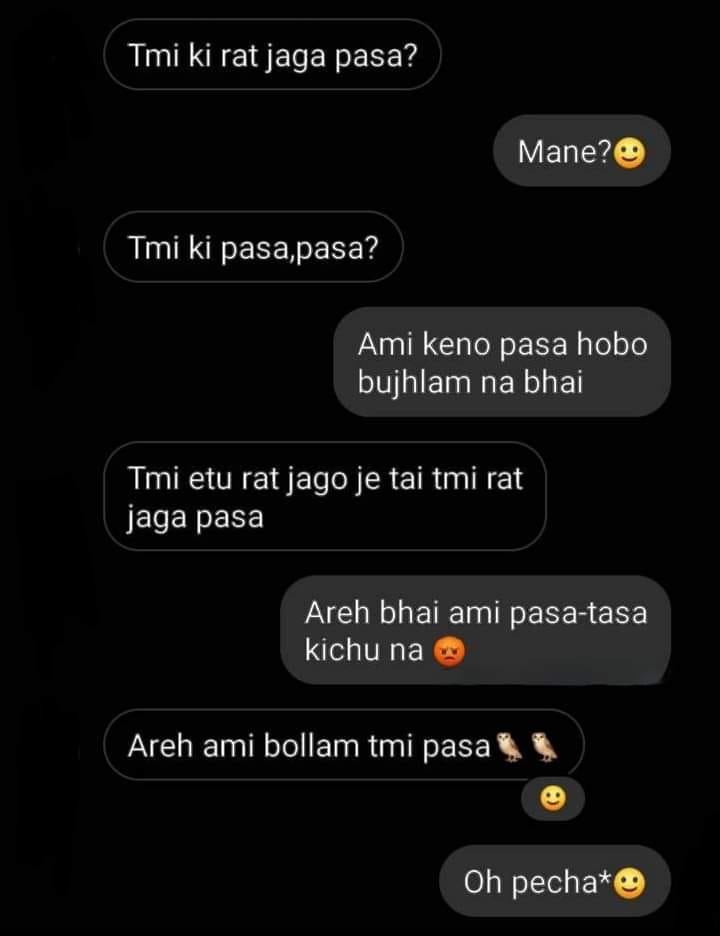 Tmi ki rat jaga pasa?
Mane?🙂
Tmi ki pasa,pasa?
Ami keno pasa hobo
bujhlam na bhai
Tmi etu rat jago je tai tmi rat
jaga pasa
Areh bhai ami pasa-tasa
kichu na 😡
Areh ami bollam tmi pasa🦉🦉
🙂
Oh pecha*🙂